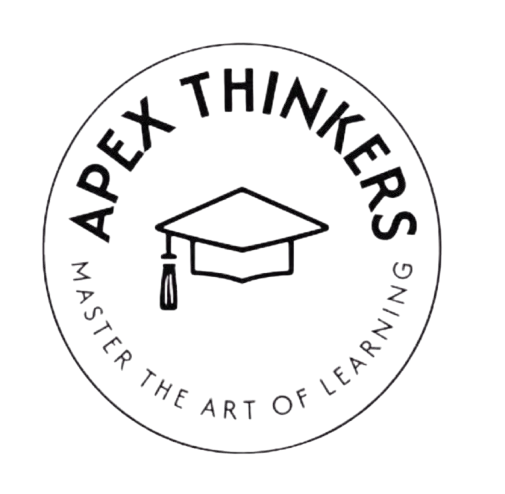 APEX THINKERS
MASTER THE ART OF LEARNING